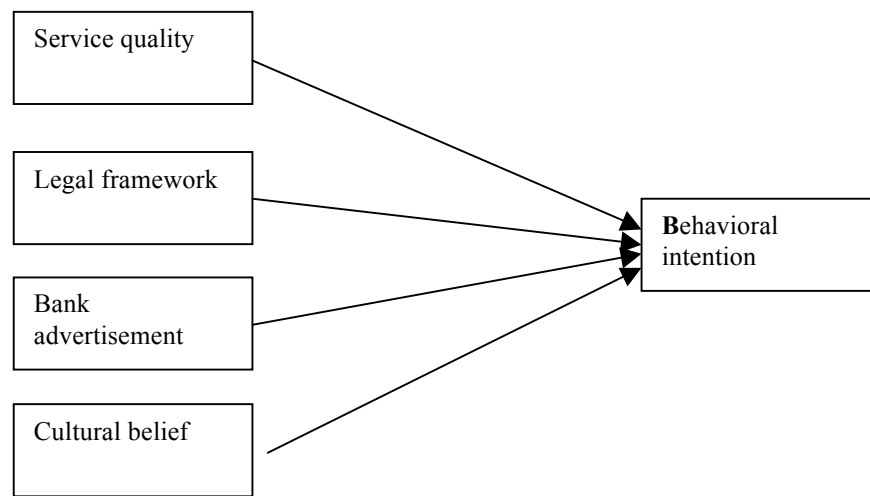 Service quality
Legal framework
Bank
advertisement
Cultural belief
Behavioral
intention